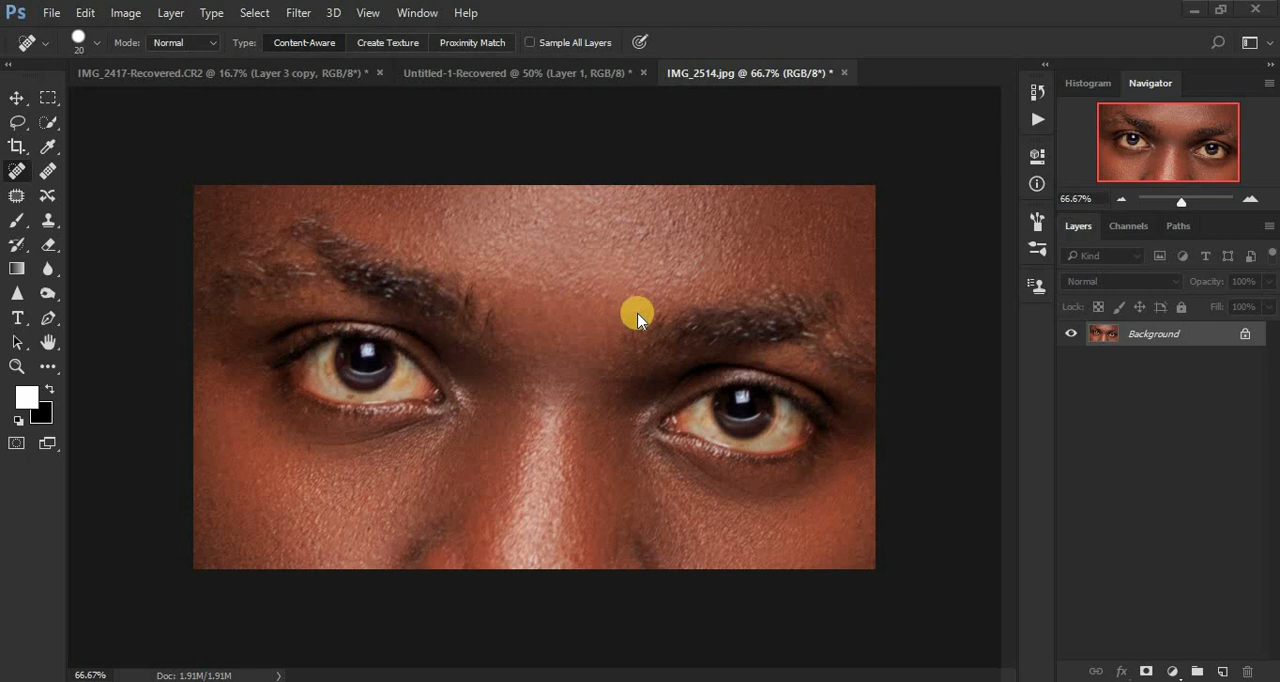 Ps File Edit Image Layer Type Select Filter 3D View Window Help
20 Mode: Normal Type: Content-Aware Create Texture Proximity Match Sample All Layers
IMG_2417-Recovered.CR2 @ 16.7% (Layer 3 copy, RGB/8*) * × Untitled-1-Recovered @ 50% (Layer 1, RGB/8) * × IMG_2514.jpg @ 66.7% (RGB/8*) * ×
Histogram Navigator
66.67%
Layers Channels Paths
Kind
Normal Opacity: 100%
Lock: Fill: 100%
Background
fx
66.67% Doc: 1.91M/1.91M